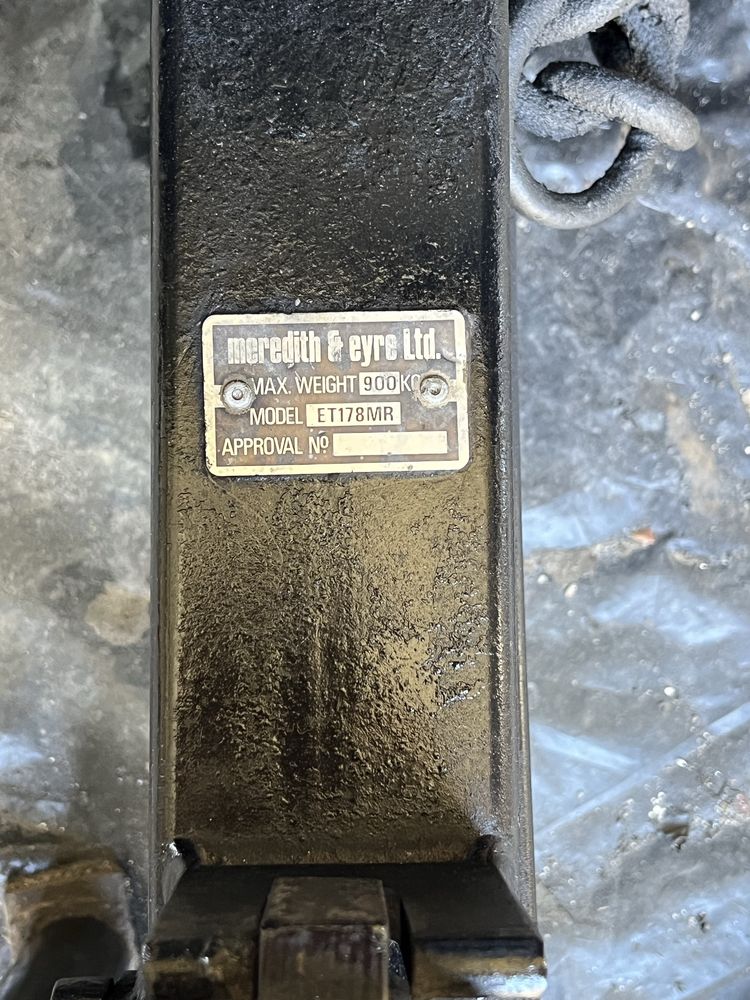 meredith & eyre Ltd.
MAX. WEIGHT 900 KG
MODEL ET178MR
APPROVAL Nº